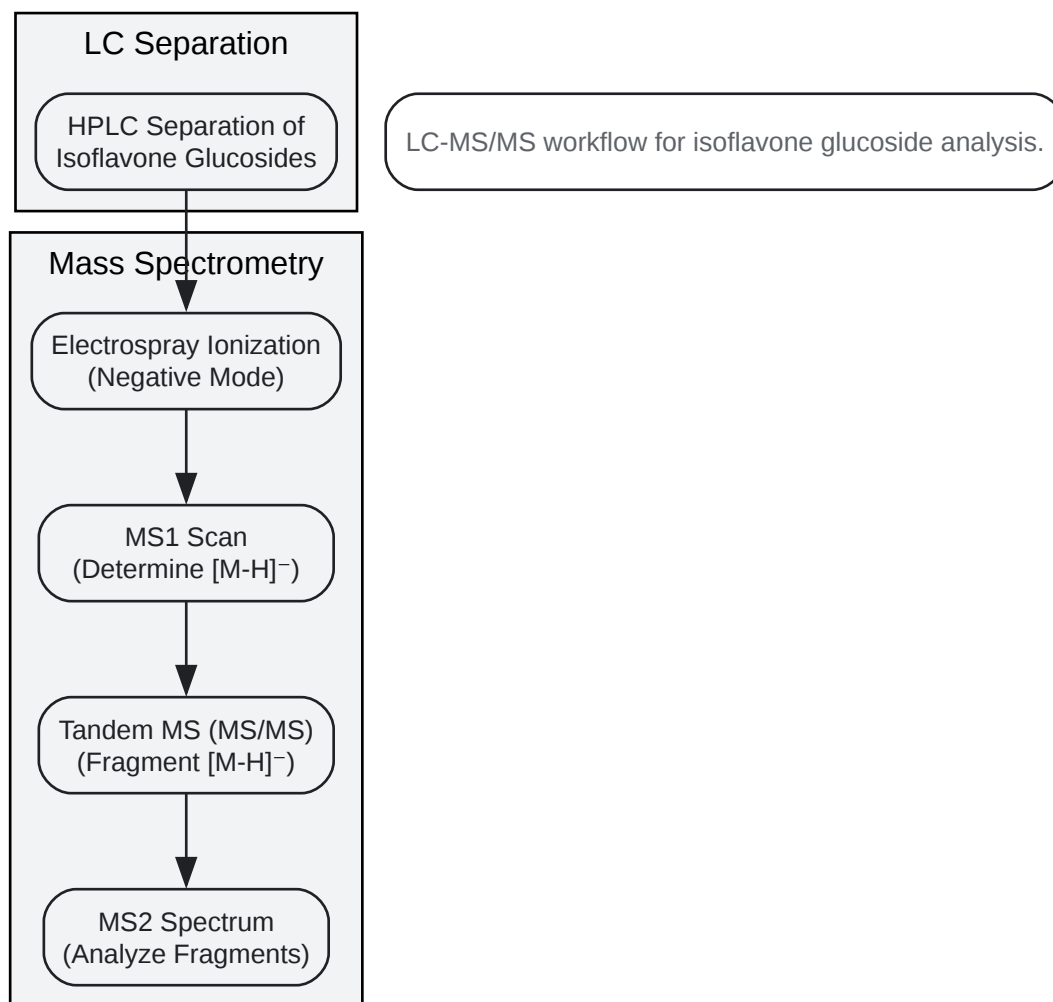 LC Separation
HPLC Separation of
Isoflavone Glucosides
LC-MS/MS workflow for isoflavone glucoside analysis.
Mass Spectrometry
Electrospray Ionization
(Negative Mode)
MS1 Scan
(Determine [M-H]⁻)
Tandem MS (MS/MS)
(Fragment [M-H]⁻)
MS2 Spectrum
(Analyze Fragments)